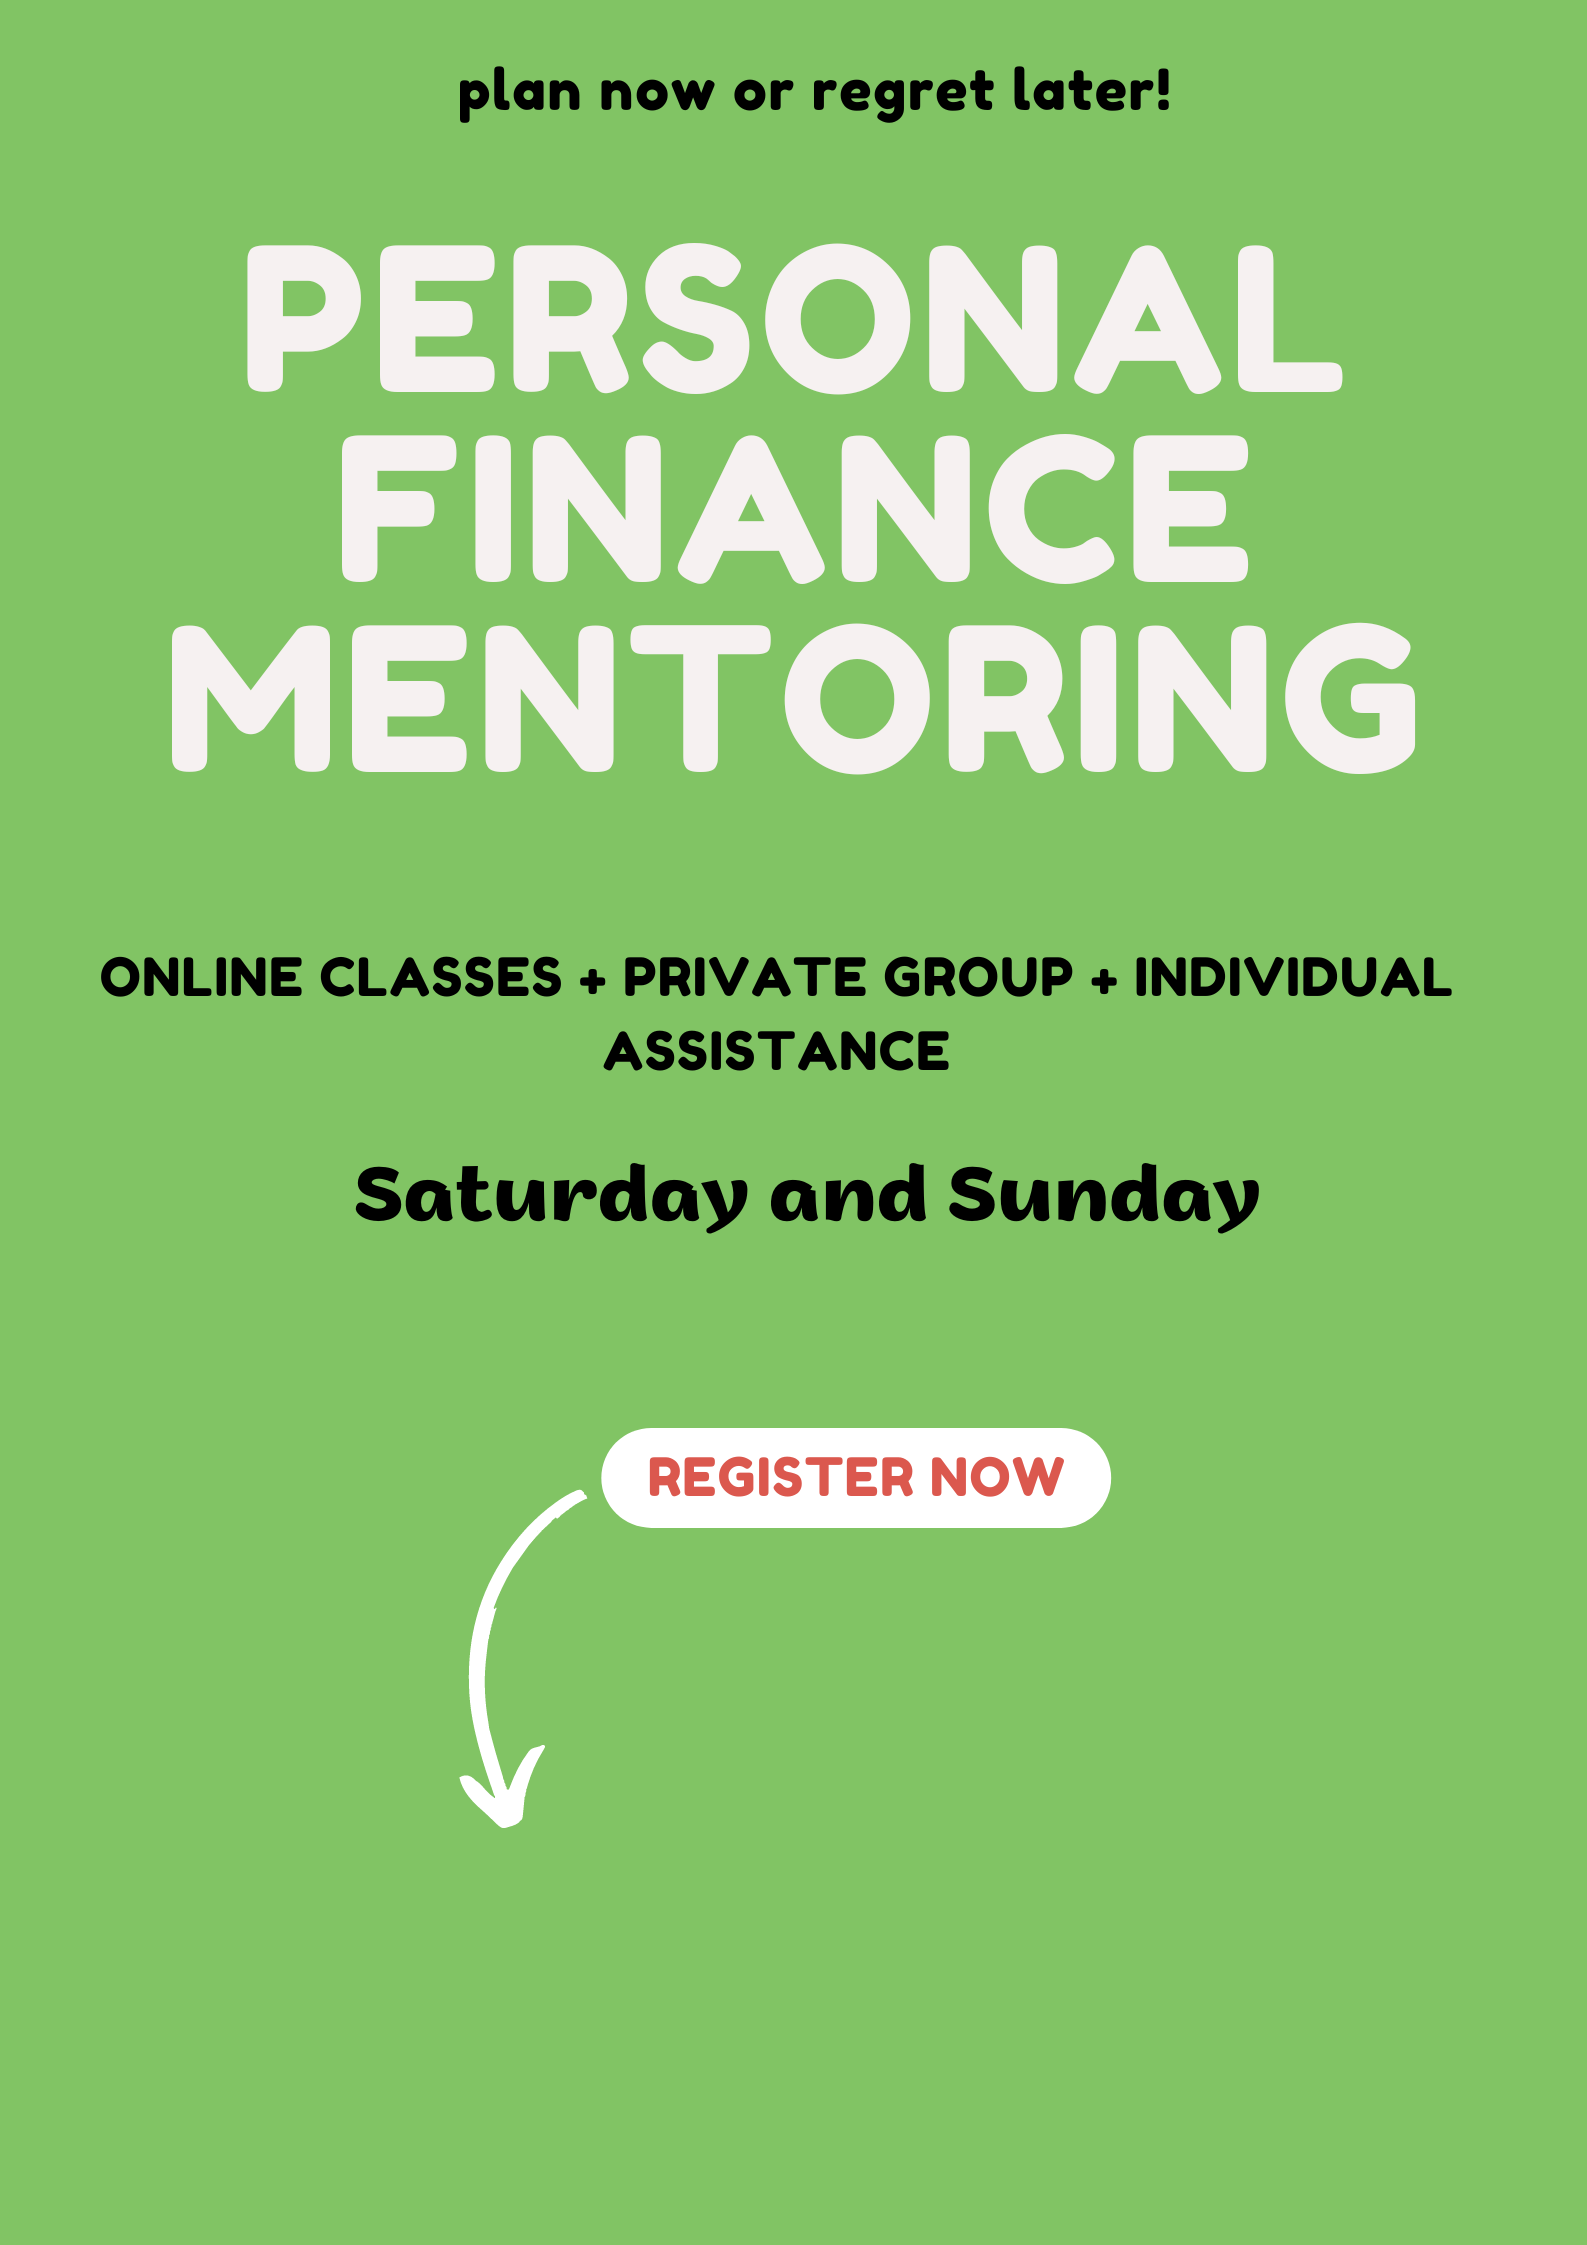 plan now or regret later!
PERSONAL
FINANCE
MENTORING
ONLINE CLASSES + PRIVATE GROUP + INDIVIDUAL
ASSISTANCE
Saturday and Sunday
REGISTER NOW